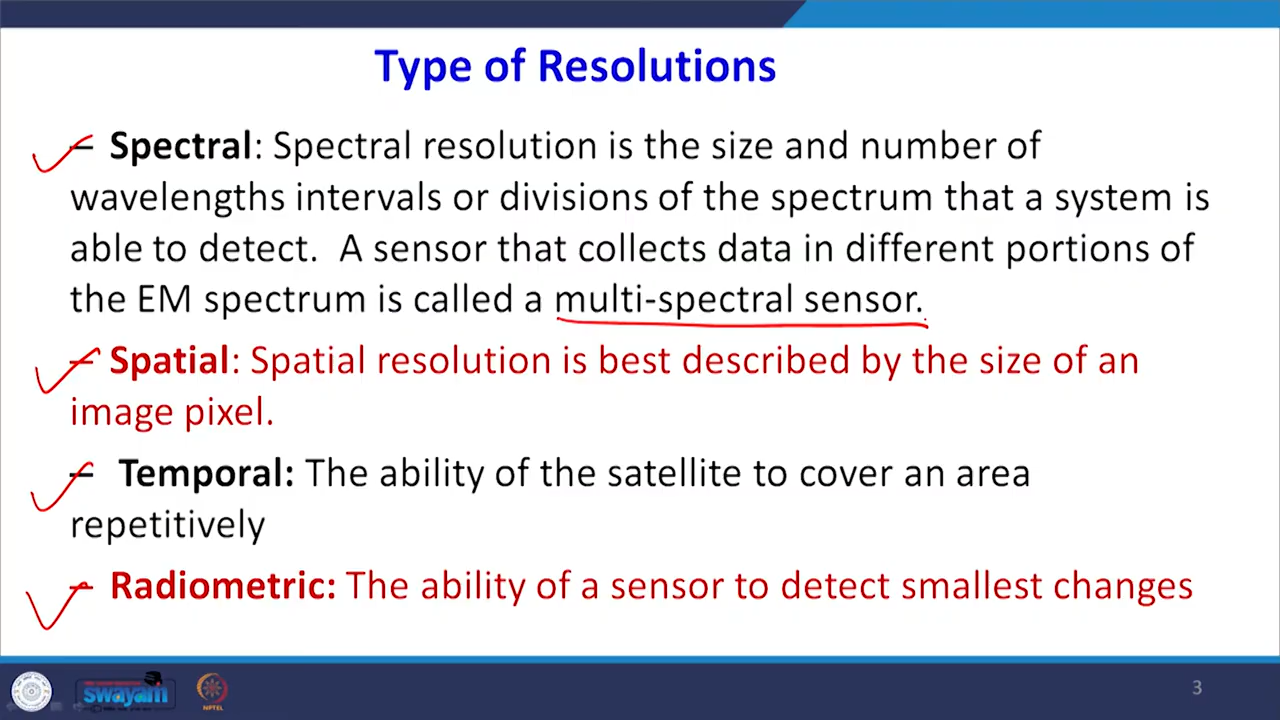 Type of Resolutions
– Spectral: Spectral resolution is the size and number of
wavelengths intervals or divisions of the spectrum that a system is
able to detect. A sensor that collects data in different portions of
the EM spectrum is called a multi-spectral sensor.
– Spatial: Spatial resolution is best described by the size of an
image pixel.
– Temporal: The ability of the satellite to cover an area
repetitively
– Radiometric: The ability of a sensor to detect smallest changes
swayam
NPTEL
3